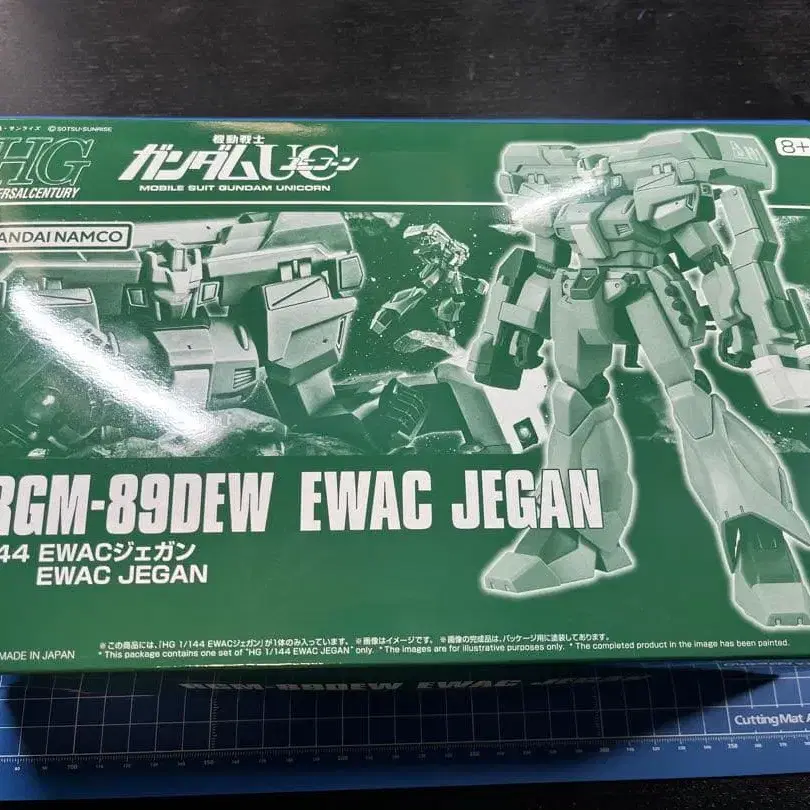 ・サンライズ ©SOTSU・SUNRISE
HG
ERSALCENTURY
機動戦士
ガンダムUC
ユニコーン
MOBILE SUIT GUNDAM UNICORN
8+
ANDAI NAMCO
RGM-89DEW EWAC JEGAN
44 EWACジェガン
EWAC JEGAN
※この商品には、「HG 1/144 EWACジェガン」が1体のみ入っています。 ※画像はイメージです。 ※画像の完成品は、パッケージ用に塗装してあります。
* This package contains one set of "HG 1/144 EWAC JEGAN" only. * The images are for illustrative purposes only. * The completed product in the image has been painted.
MADE IN JAPAN
RGM-89DEW EWAC JEGAN
Cutting Mat A